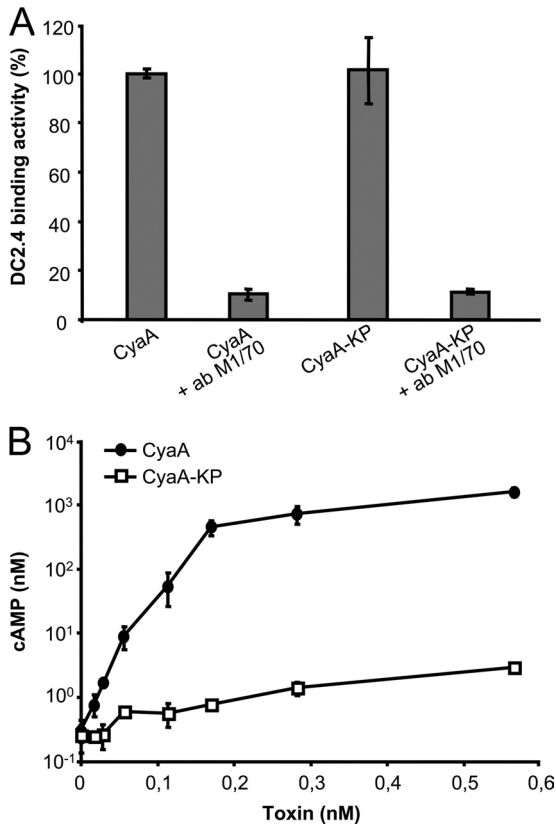 A
DC2.4 binding activity (%)
120
100
80
60
40
20
0
CyaA
CyaA
+ ab M1/70
CyaA-KP
CyaA-KP
+ ab M1/70
B
CyaA
CyaA-KP
cAMP (nM)
10⁴
10³
10²
10¹
10⁰
10⁻¹
0
0,1
0,2
0,3
0,4
0,5
0,6
Toxin (nM)